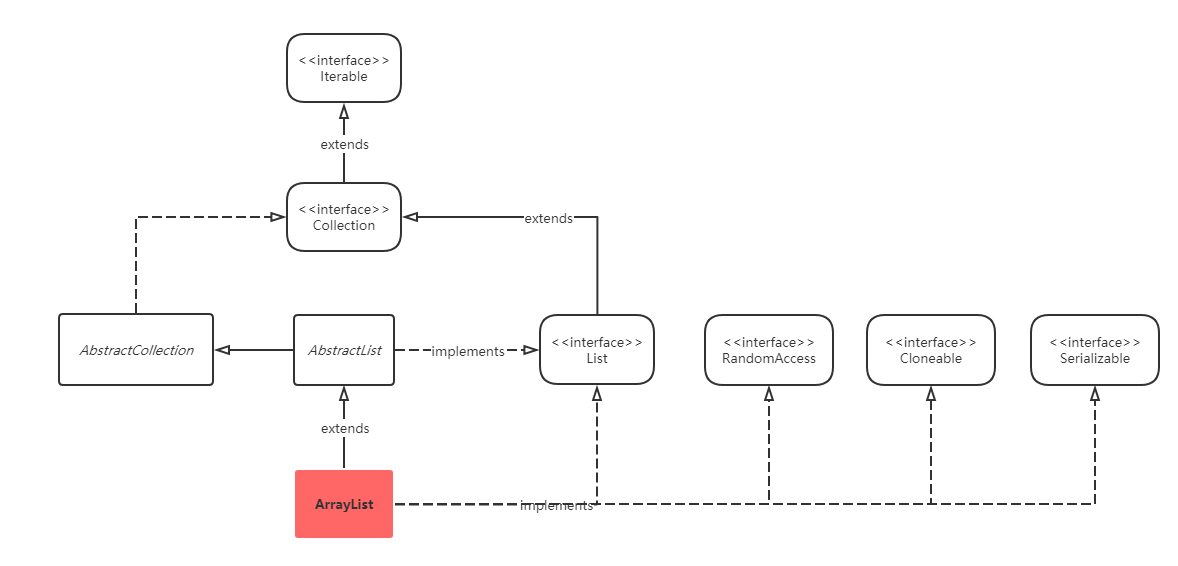 <<interface>>
Iterable
extends
<<interface>>
Collection
extends
AbstractCollection
AbstractList
implements
<<interface>>
List
<<interface>>
RandomAccess
<<interface>>
Cloneable
<<interface>>
Serializable
extends
ArrayList
implements